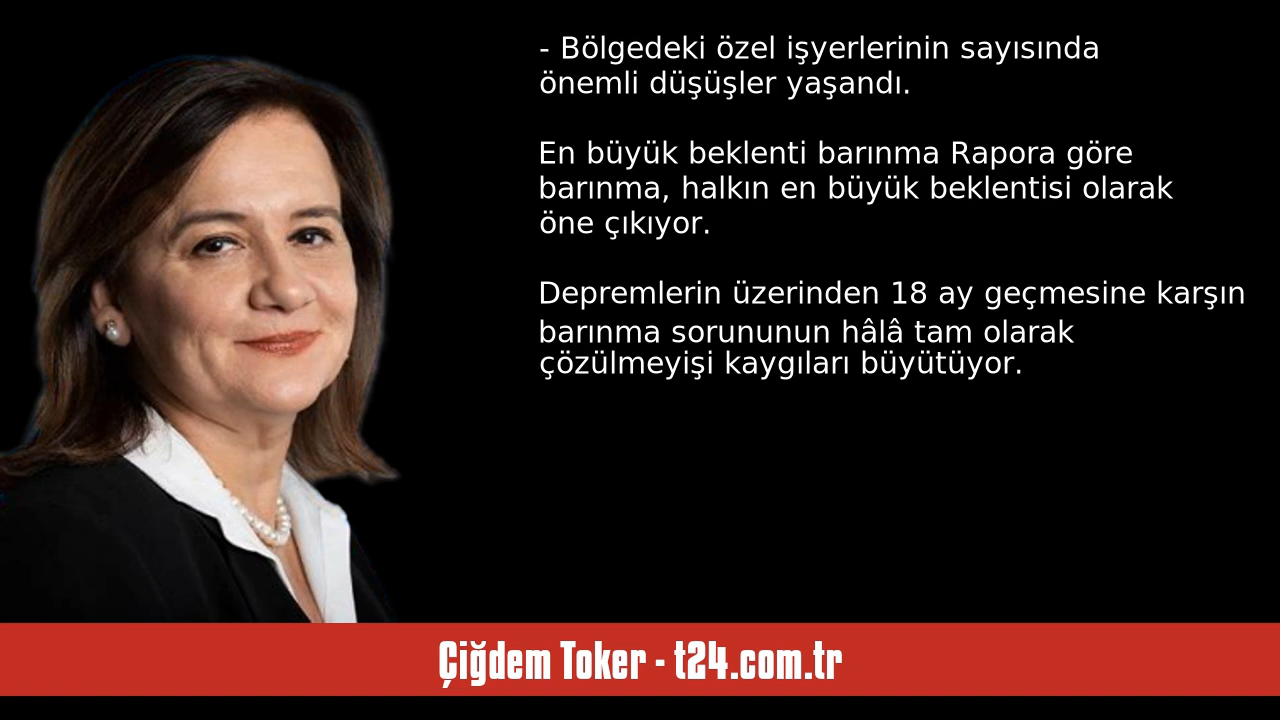 - Bölgedeki özel işyerlerinin sayısında
önemli düşüşler yaşandı.
En büyük beklenti barınma Rapora göre
barınma, halkın en büyük beklentisi olarak
öne çıkıyor.
Depremlerin üzerinden 18 ay geçmesine karşın
barınma sorununun hâlâ tam olarak
çözülmeyişi kaygıları büyütüyor.
Çiğdem Toker - t24.com.tr